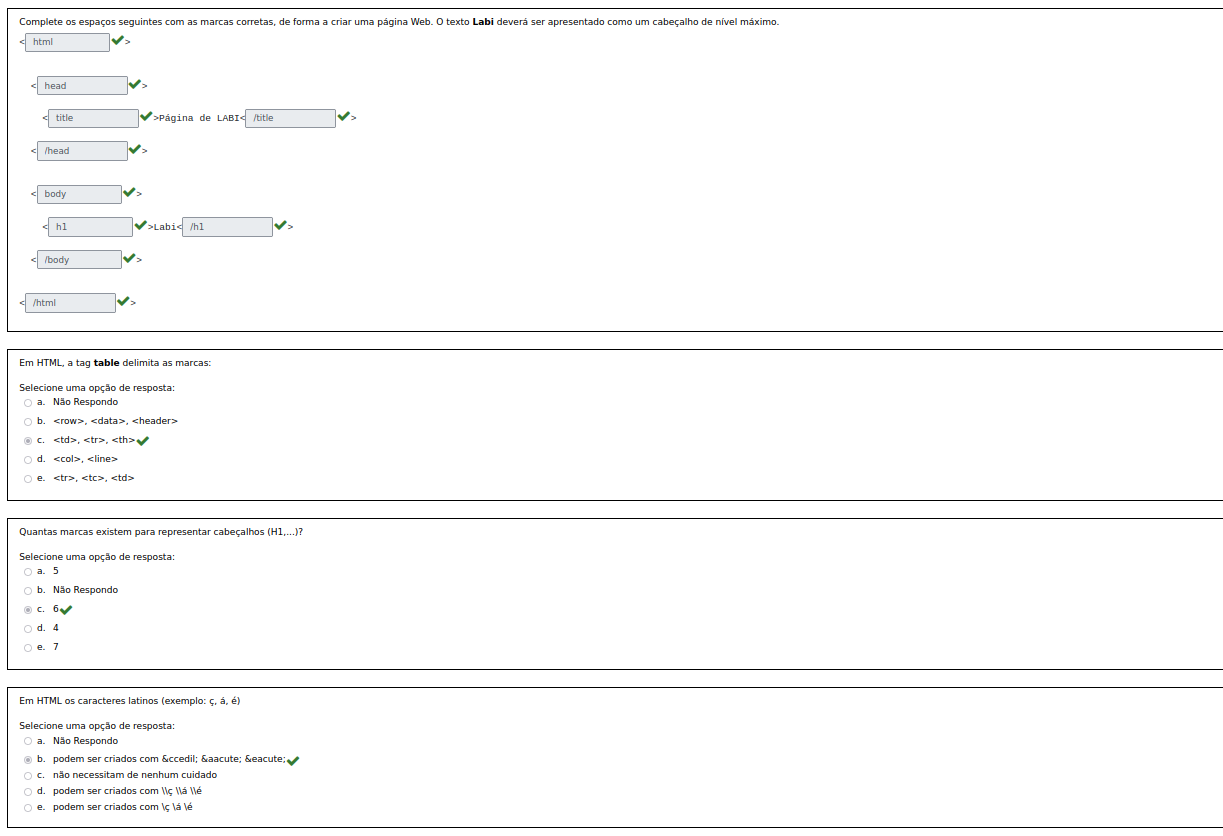 Complete os espaços seguintes com as marcas corretas, de forma a criar uma página Web. O texto Labi deverá ser apresentado como um cabeçalho de nível máximo.
<html>
<head>
<title>Página de LABI</title>
</head>
<body>
<h1>Labi</h1>
</body>
</html>
Em HTML, a tag table delimita as marcas:
Selecione uma opção de resposta:
a. Não Respondo
b. <row>, <data>, <header>
c. <td>, <tr>, <th>
d. <col>, <line>
e. <tr>, <tc>, <td>
Quantas marcas existem para representar cabeçalhos (H1,...)?
Selecione uma opção de resposta:
a. 5
b. Não Respondo
c. 6
d. 4
e. 7
Em HTML os caracteres latinos (exemplo: ç, á, é)
Selecione uma opção de resposta:
a. Não Respondo
b. podem ser criados com &ccedil; &aacute; &eacute;
c. não necessitam de nenhum cuidado
d. podem ser criados com \\ç \\á \\é
e. podem ser criados com \ç \á \é